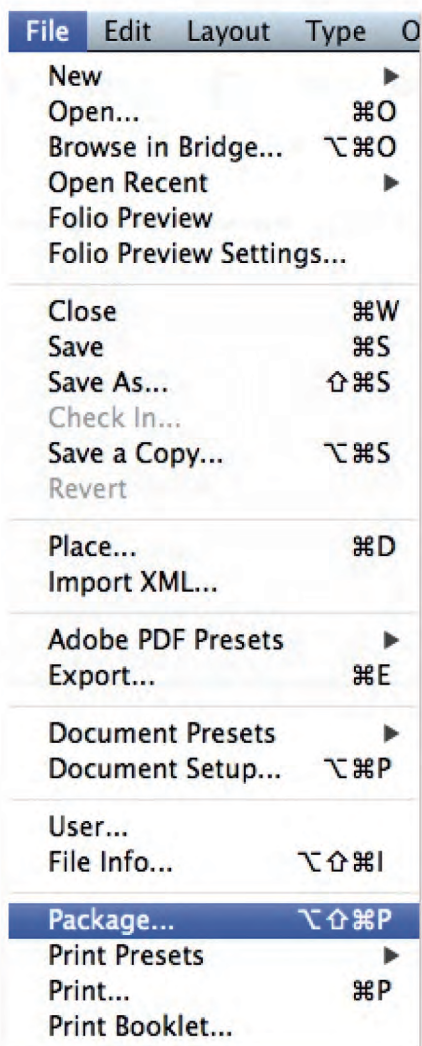 File Edit Layout Type O
New ▶
Open... ⌘O
Browse in Bridge... ⌥⌘O
Open Recent ▶
Folio Preview
Folio Preview Settings...
Close ⌘W
Save ⌘S
Save As... ⇧⌘S
Check In...
Save a Copy... ⌥⌘S
Revert
Place... ⌘D
Import XML...
Adobe PDF Presets ▶
Export... ⌘E
Document Presets ▶
Document Setup... ⌥⌘P
User...
File Info... ⌥⇧⌘I
Package... ⌥⇧⌘P
Print Presets ▶
Print... ⌘P
Print Booklet...